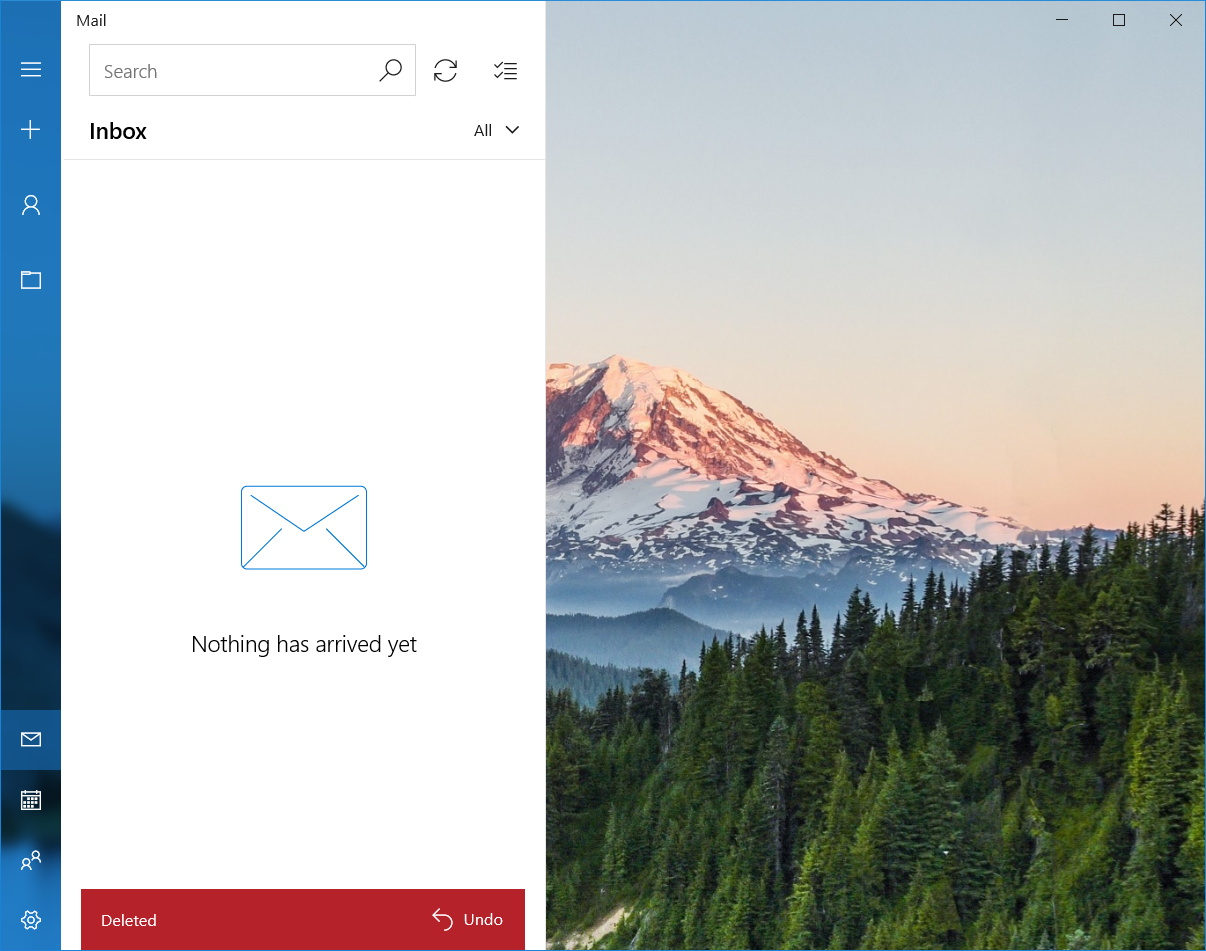 Mail
Search
Inbox
All
Nothing has arrived yet
Deleted
Undo